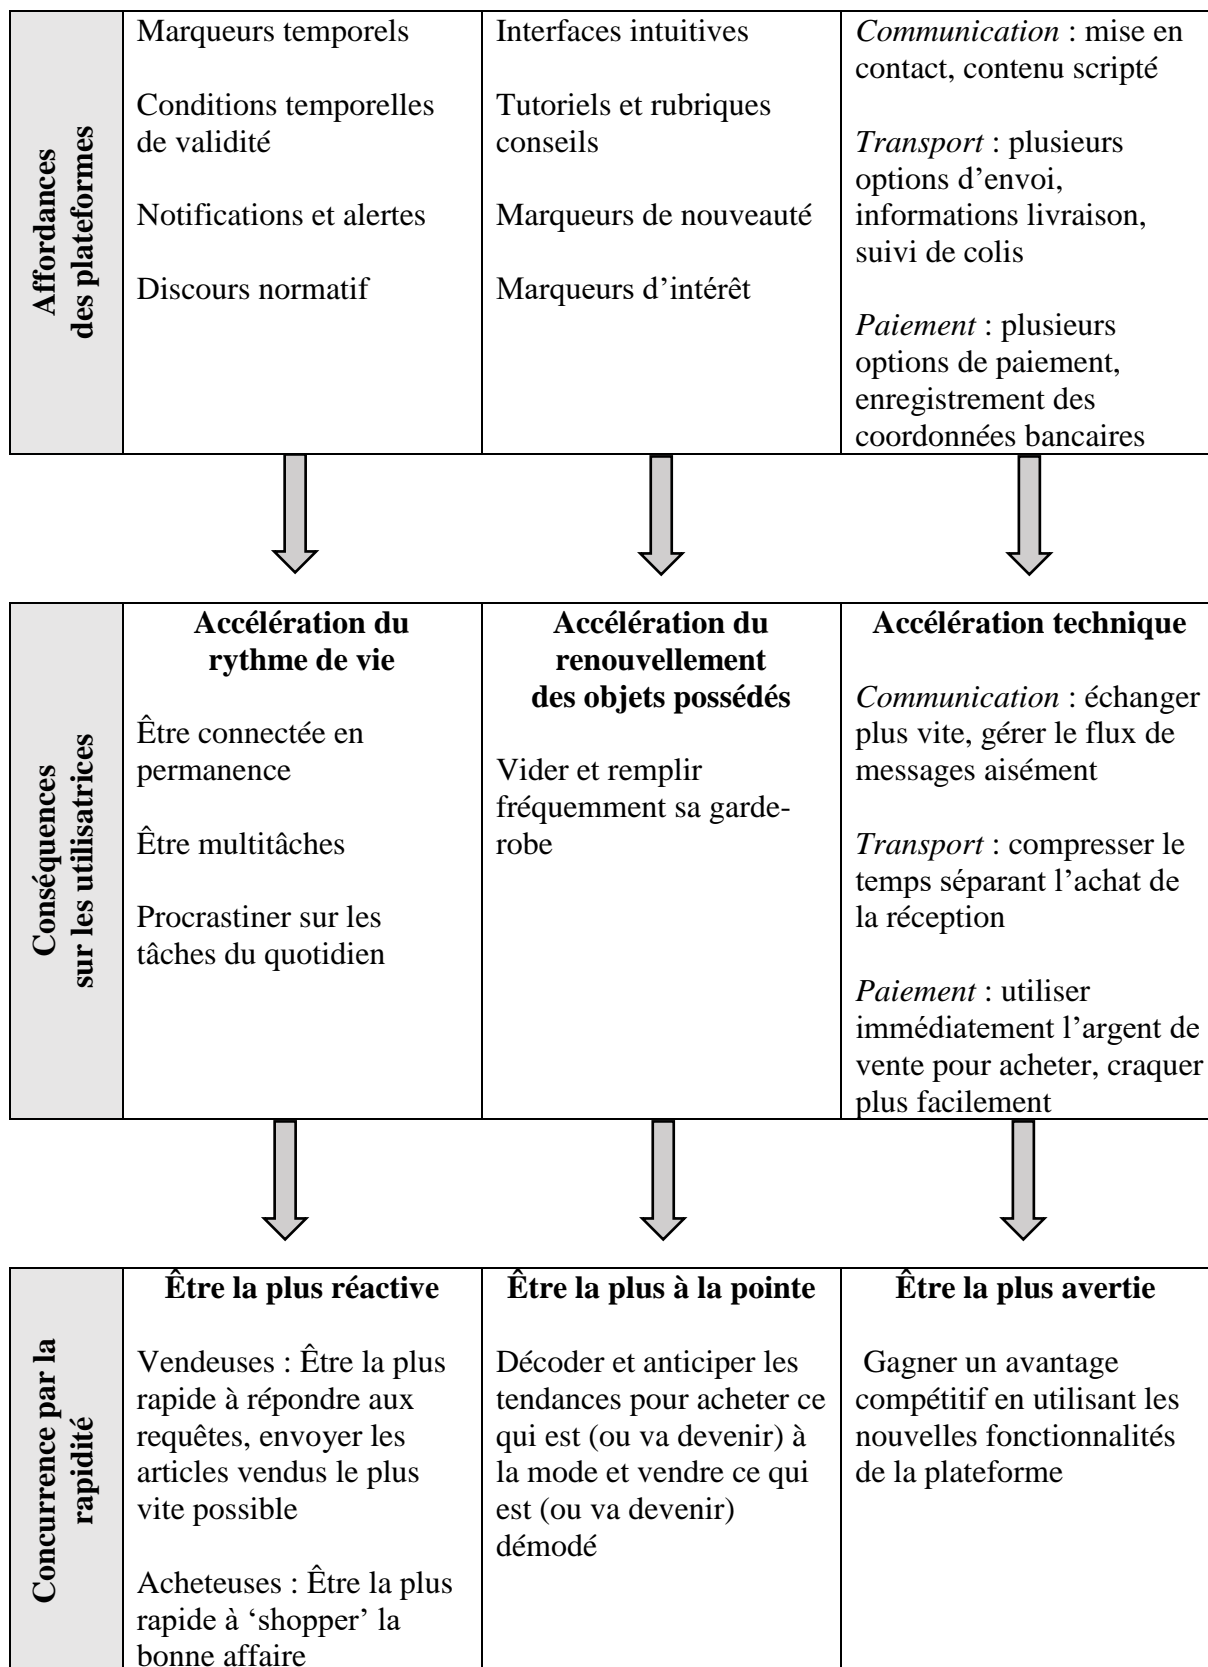 Affordances
des plateformes
Marqueurs temporels
Conditions temporelles
de validité
Notifications et alertes
Discours normatif
Interfaces intuitives
Tutoriels et rubriques
conseils
Marqueurs de nouveauté
Marqueurs d’intérêt
Communication : mise en
contact, contenu scripté
Transport : plusieurs
options d’envoi,
informations livraison,
suivi de colis
Paiement : plusieurs
options de paiement,
enregistrement des
coordonnées bancaires
Conséquences
sur les utilisatrices
Accélération du
rythme de vie
Être connectée en
permanence
Être multitâches
Procrastiner sur les
tâches du quotidien
Accélération du
renouvellement
des objets possédés
Vider et remplir
fréquemment sa garde-
robe
Accélération technique
Communication : échanger
plus vite, gérer le flux de
messages aisément
Transport : compresser le
temps séparant l’achat de
la réception
Paiement : utiliser
immédiatement l’argent de
vente pour acheter, craquer
plus facilement
Concurrence par la
rapidité
Être la plus réactive
Vendeuses : Être la plus
rapide à répondre aux
requêtes, envoyer les
articles vendus le plus
vite possible
Acheteuses : Être la plus
rapide à ‘shopper’ la
bonne affaire
Être la plus à la pointe
Décoder et anticiper les
tendances pour acheter ce
qui est (ou va devenir) à
la mode et vendre ce qui
est (ou va devenir)
démodé
Être la plus avertie
Gagner un avantage
compétitif en utilisant les
nouvelles fonctionnalités
de la plateforme